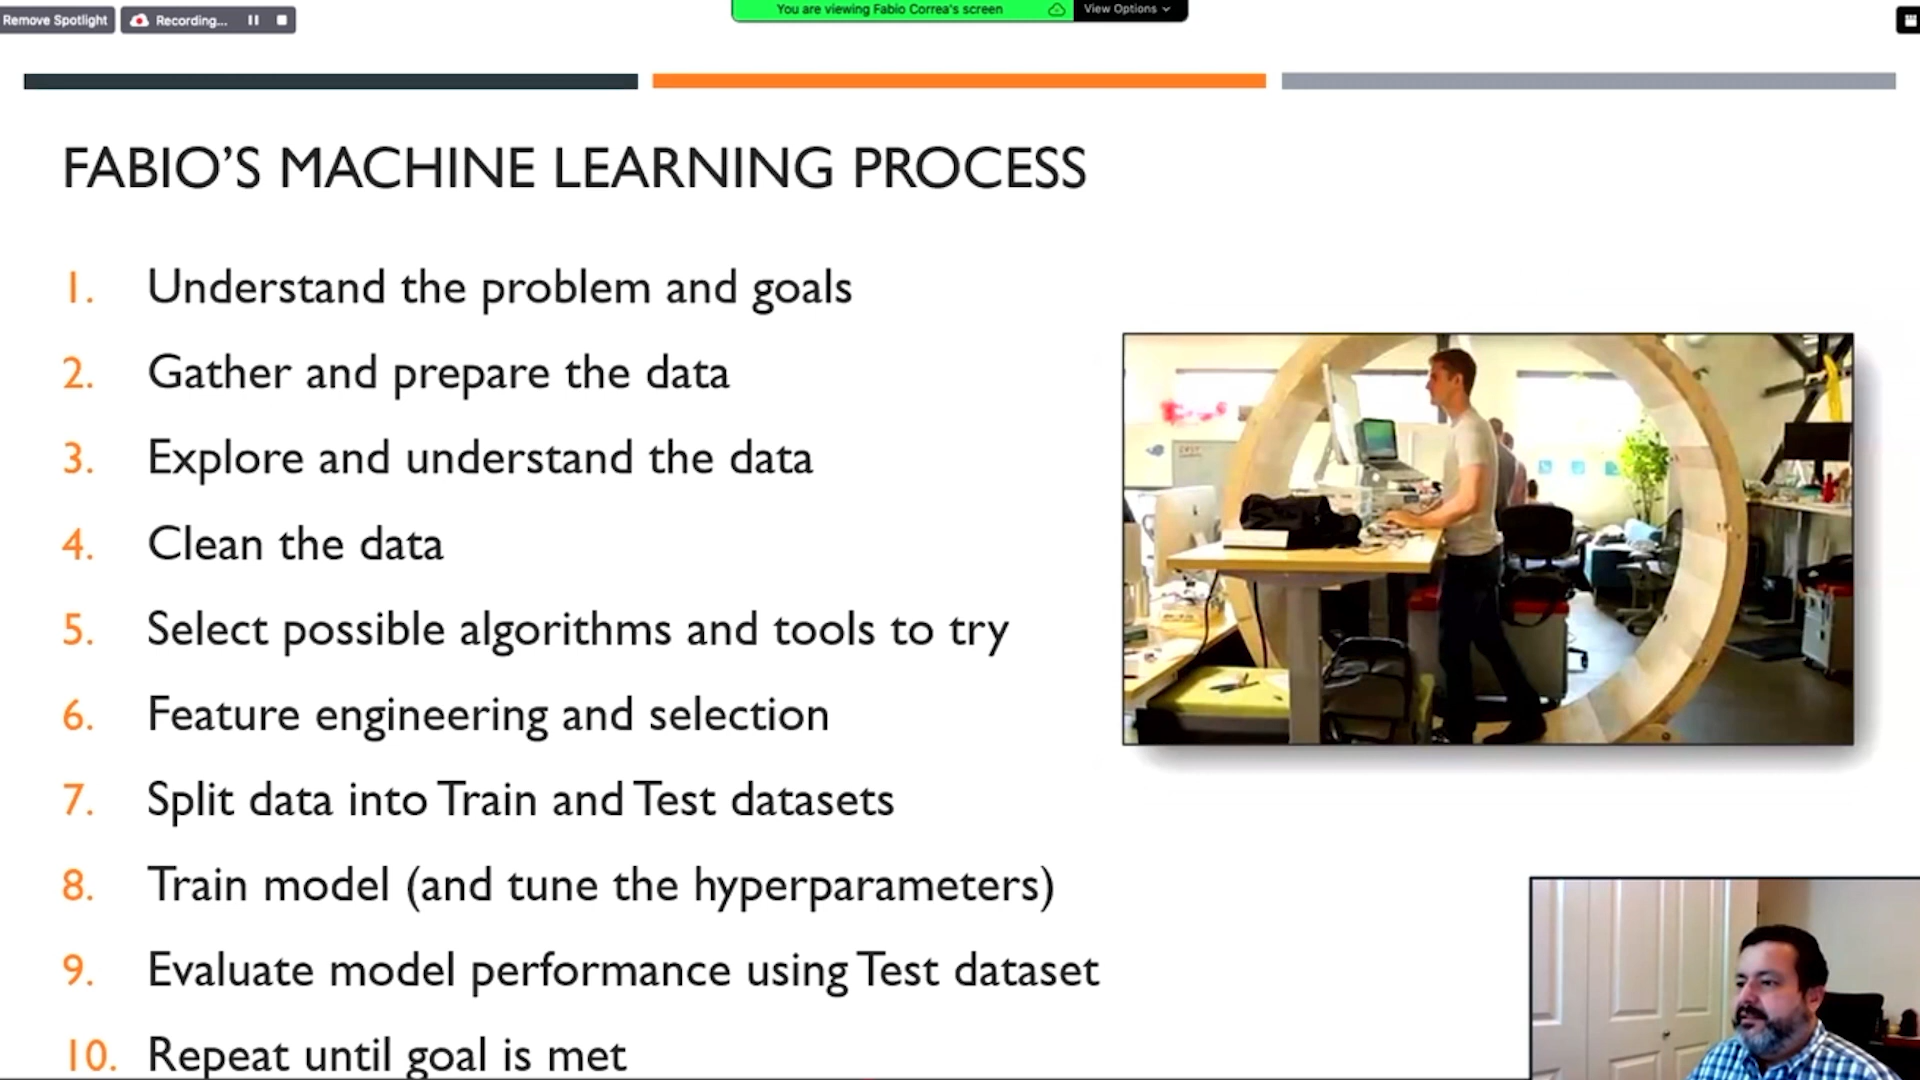 Remove Spotlight
Recording...
You are viewing Fabio Correa's screen
View Options
FABIO'S MACHINE LEARNING PROCESS
1. Understand the problem and goals
2. Gather and prepare the data
3. Explore and understand the data
4. Clean the data
5. Select possible algorithms and tools to try
6. Feature engineering and selection
7. Split data into Train and Test datasets
8. Train model (and tune the hyperparameters)
9. Evaluate model performance using Test dataset
10. Repeat until goal is met